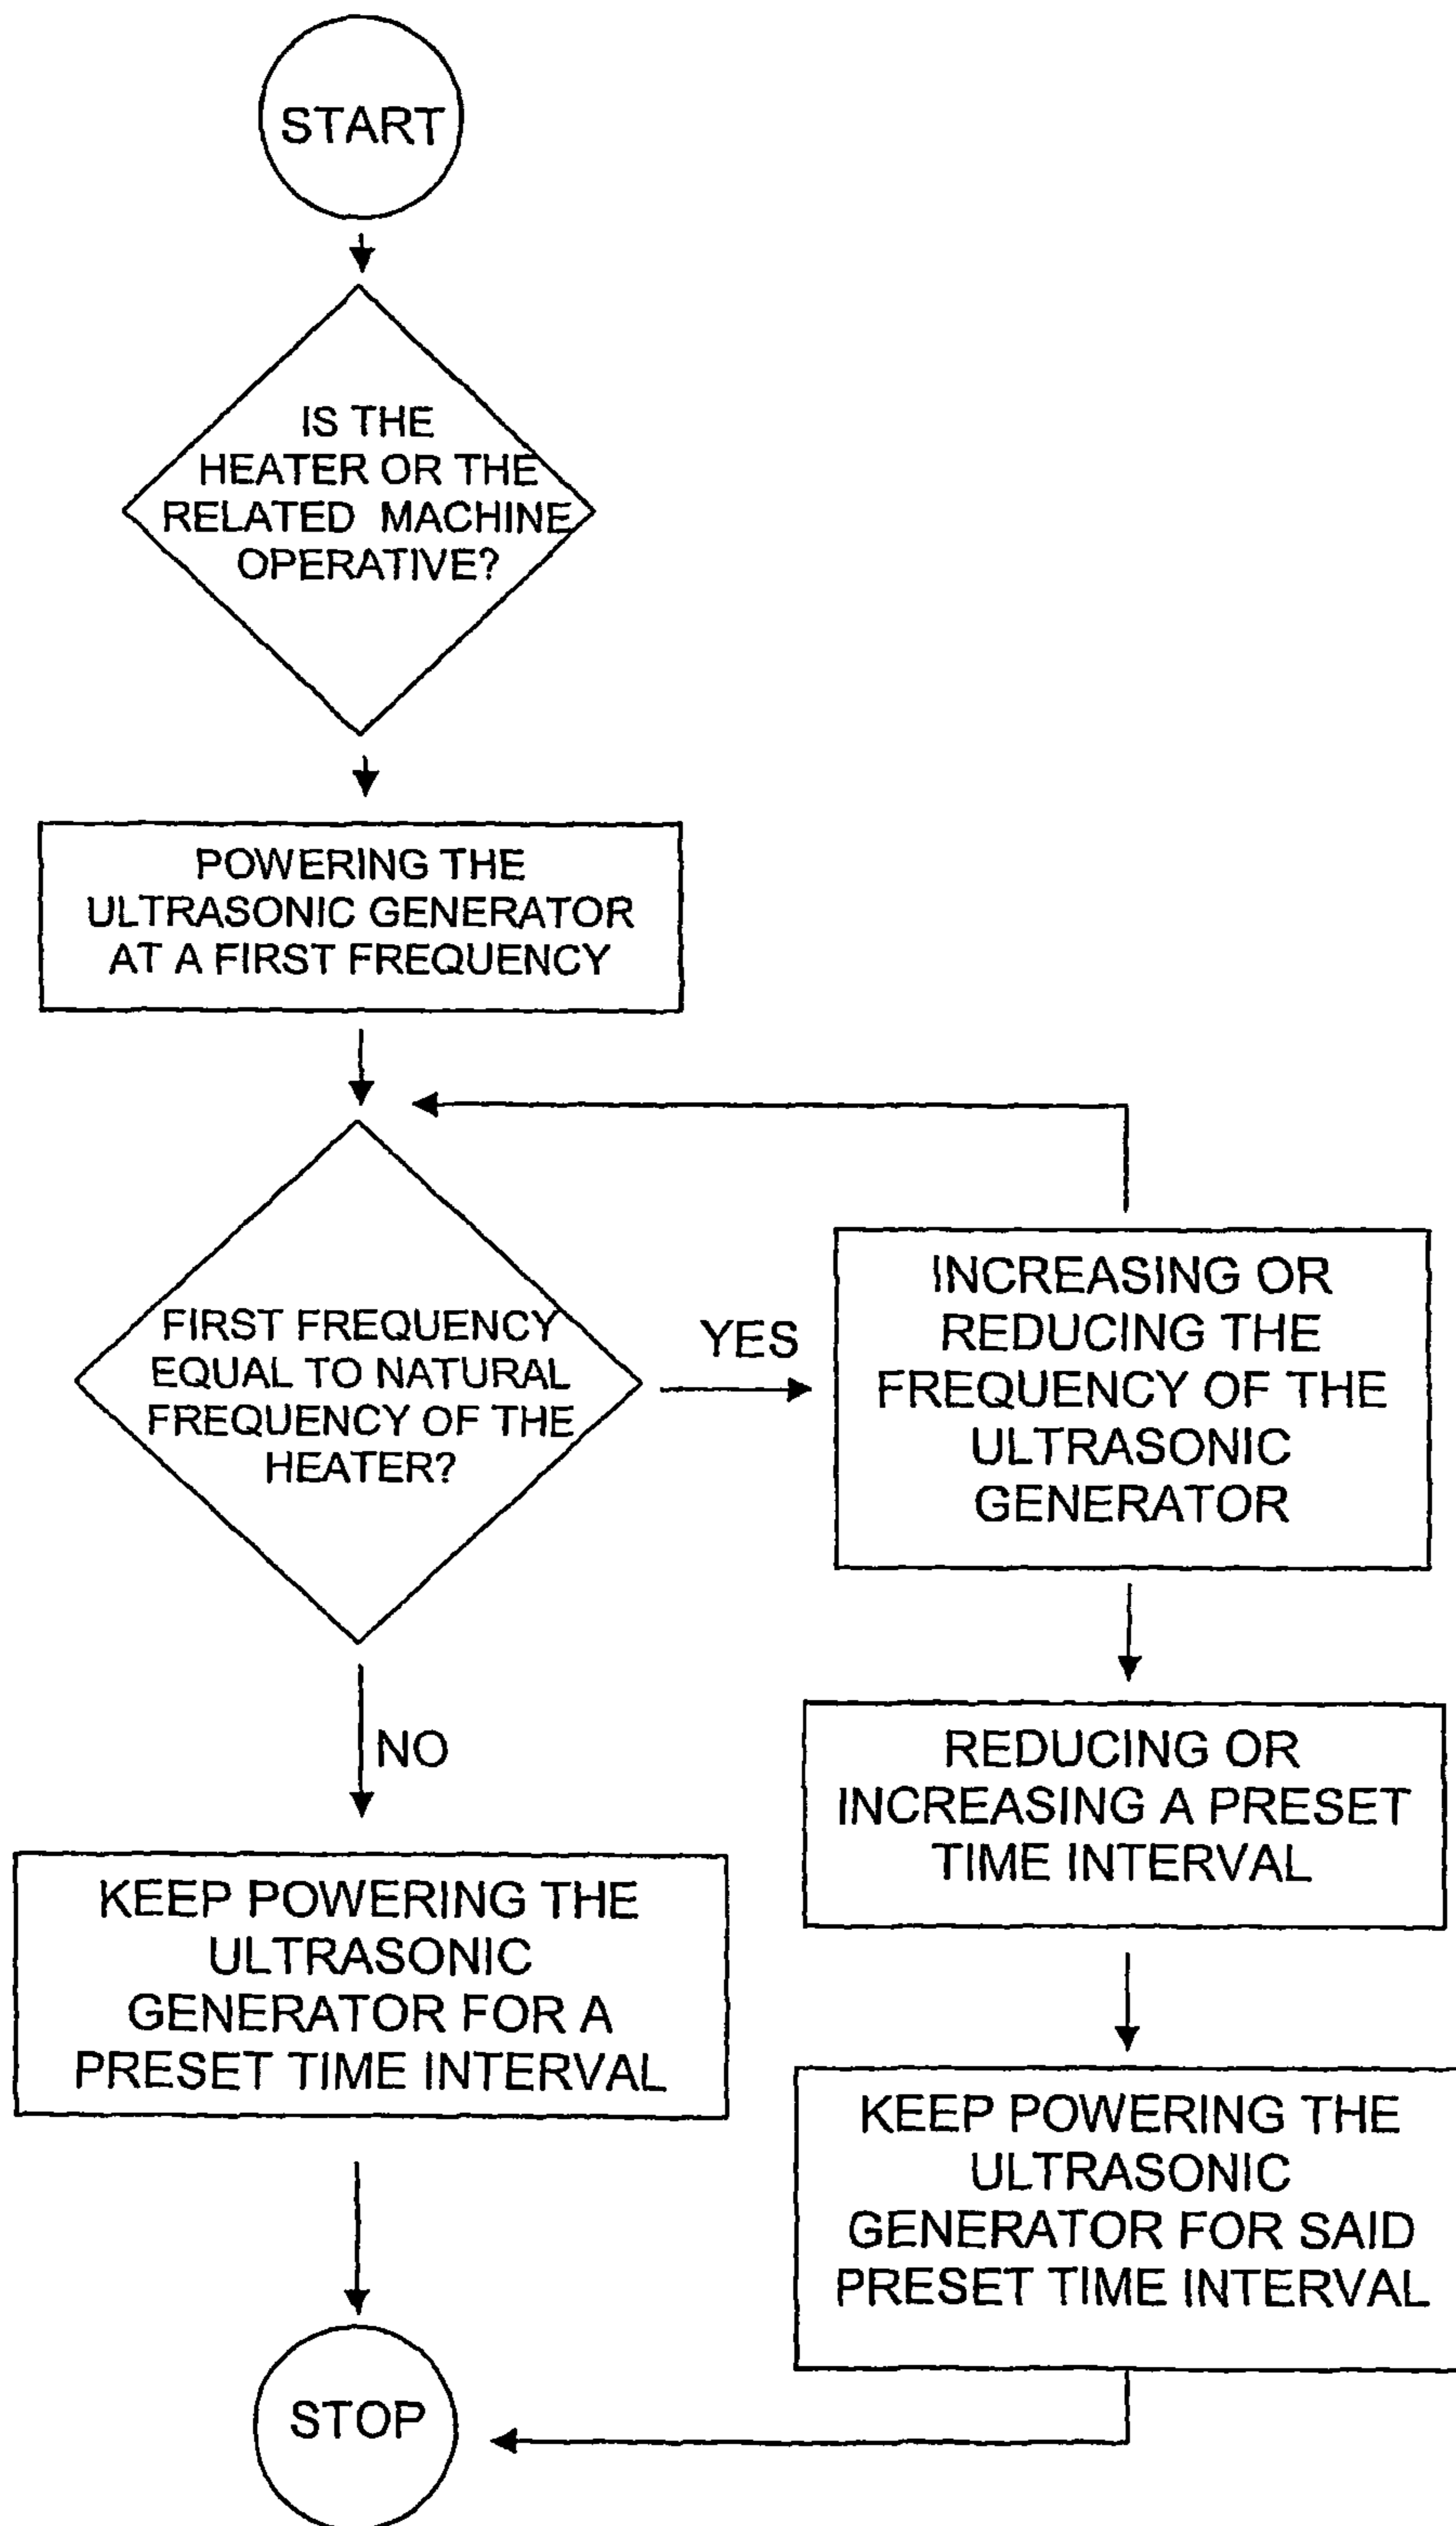 START
IS THE
HEATER OR THE
RELATED MACHINE
OPERATIVE?
POWERING THE
ULTRASONIC GENERATOR
AT A FIRST FREQUENCY
FIRST FREQUENCY
EQUAL TO NATURAL
FREQUENCY OF THE
HEATER?
YES
INCREASING OR
REDUCING THE
FREQUENCY OF THE
ULTRASONIC
GENERATOR
NO
REDUCING OR
INCREASING A PRESET
TIME INTERVAL
KEEP POWERING THE
ULTRASONIC
GENERATOR FOR A
PRESET TIME INTERVAL
KEEP POWERING THE
ULTRASONIC
GENERATOR FOR SAID
PRESET TIME INTERVAL
STOP